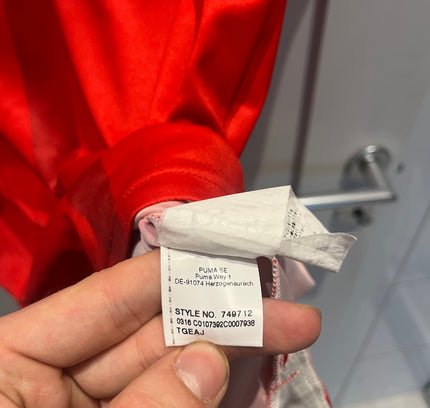 PUMA SE
Puma Way 1
DE-91074 Herzogenaurach
STYLE NO. 749712
0316 C0107392C0007938
TGEAJ